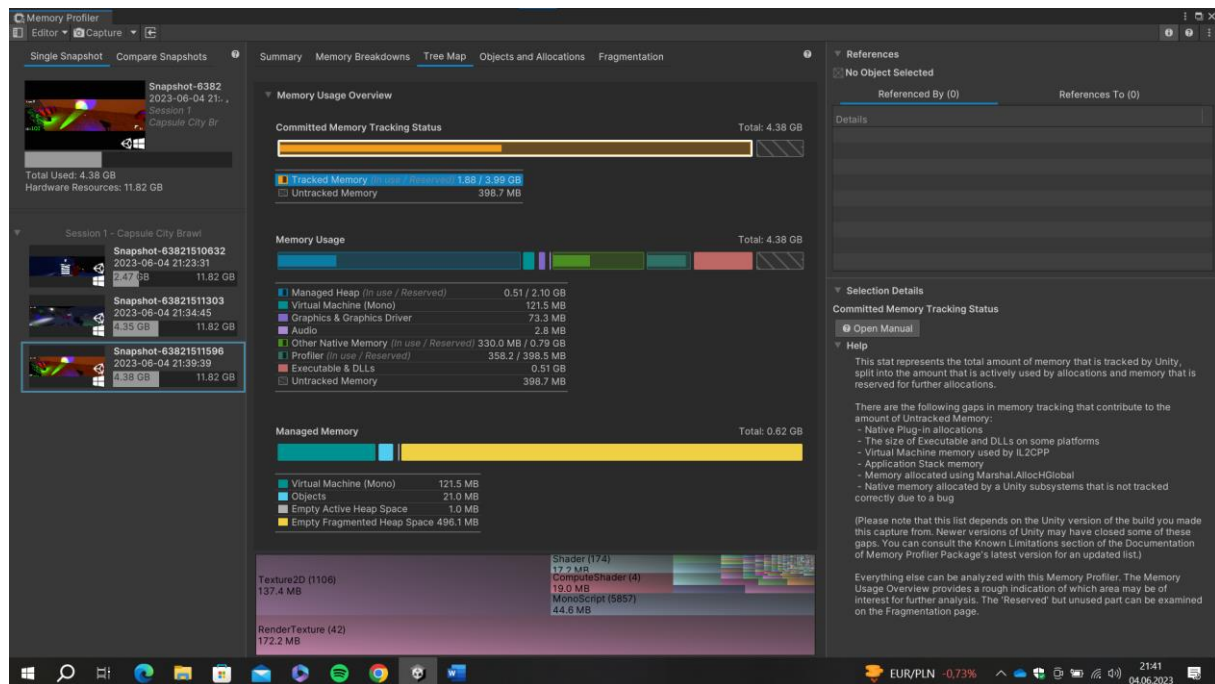 Memory Profiler
Editor Capture
Single Snapshot Compare Snapshots
Snapshot-6382
2023-06-04 21:. ,
Session 1
Capsule City Br
Total Used: 4.38 GB
Hardware Resources: 11.82 GB
Session 1 - Capsule City Brawl
Snapshot-63821510632
2023-06-04 21:23:31
2.47 GB 11.82 GB
Snapshot-63821511303
2023-06-04 21:34:45
4.35 GB 11.82 GB
Snapshot-63821511596
2023-06-04 21:39:39
4.38 GB 11.82 GB
Summary Memory Breakdowns Tree Map Objects and Allocations Fragmentation
Memory Usage Overview
Committed Memory Tracking Status Total: 4.38 GB
Tracked Memory (In use / Reserved) 1.88 / 3.99 GB
Untracked Memory 398.7 MB
Memory Usage Total: 4.38 GB
Managed Heap (In use / Reserved) 0.51 / 2.10 GB
Virtual Machine (Mono) 121.5 MB
Graphics & Graphics Driver 73.3 MB
Audio 2.8 MB
Other Native Memory (In use / Reserved) 330.0 MB / 0.79 GB
Profiler (In use / Reserved) 358.2 / 398.5 MB
Executable & DLLs 0.51 GB
Untracked Memory 398.7 MB
Managed Memory Total: 0.62 GB
Virtual Machine (Mono) 121.5 MB
Objects 21.0 MB
Empty Active Heap Space 1.0 MB
Empty Fragmented Heap Space 496.1 MB
Texture2D (1106)
137.4 MB
RenderTexture (42)
172.2 MB
Shader (174)
17.2 MB
ComputeShader (4)
19.0 MB
MonoScript (5857)
44.6 MB
References
No Object Selected
Referenced By (0) References To (0)
Details
Selection Details
Committed Memory Tracking Status
Open Manual
Help
This stat represents the total amount of memory that is tracked by Unity,
split into the amount that is actively used by allocations and memory that is
reserved for further allocations.
There are the following gaps in memory tracking that contribute to the
amount of Untracked Memory:
- Native Plug-in allocations
- The size of Executable and DLLs on some platforms
- Virtual Machine memory used by IL2CPP
- Application Stack memory
- Memory allocated using Marshal.AllocHGlobal
- Native memory allocated by a Unity subsystems that is not tracked
correctly due to a bug
(Please note that this list depends on the Unity version of the build you made
this capture from. Newer versions of Unity may have closed some of these
gaps. You can consult the Known Limitations section of the Documentation
of Memory Profiler Package's latest version for an updated list.)
Everything else can be analyzed with this Memory Profiler. The Memory
Usage Overview provides a rough indication of which area may be of
interest for further analysis. The 'Reserved' but unused part can be examined
on the Fragmentation page.
EUR/PLN -0,73%
21:41
04.06.2023